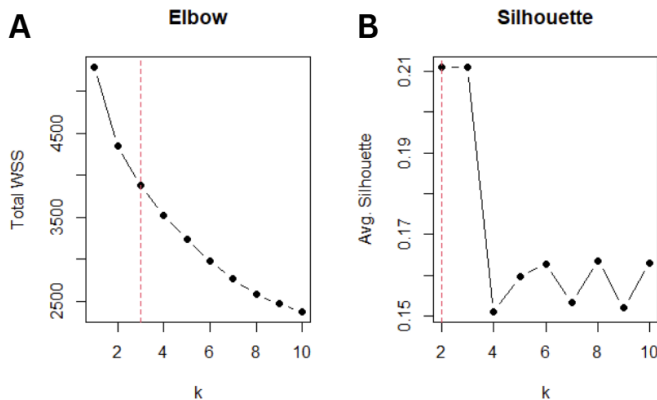 A
Elbow
Total WSS
4500
3500
2500
2 4 6 8 10
k
B
Silhouette
Avg. Silhouette
0.21
0.19
0.17
0.15
2 4 6 8 10
k